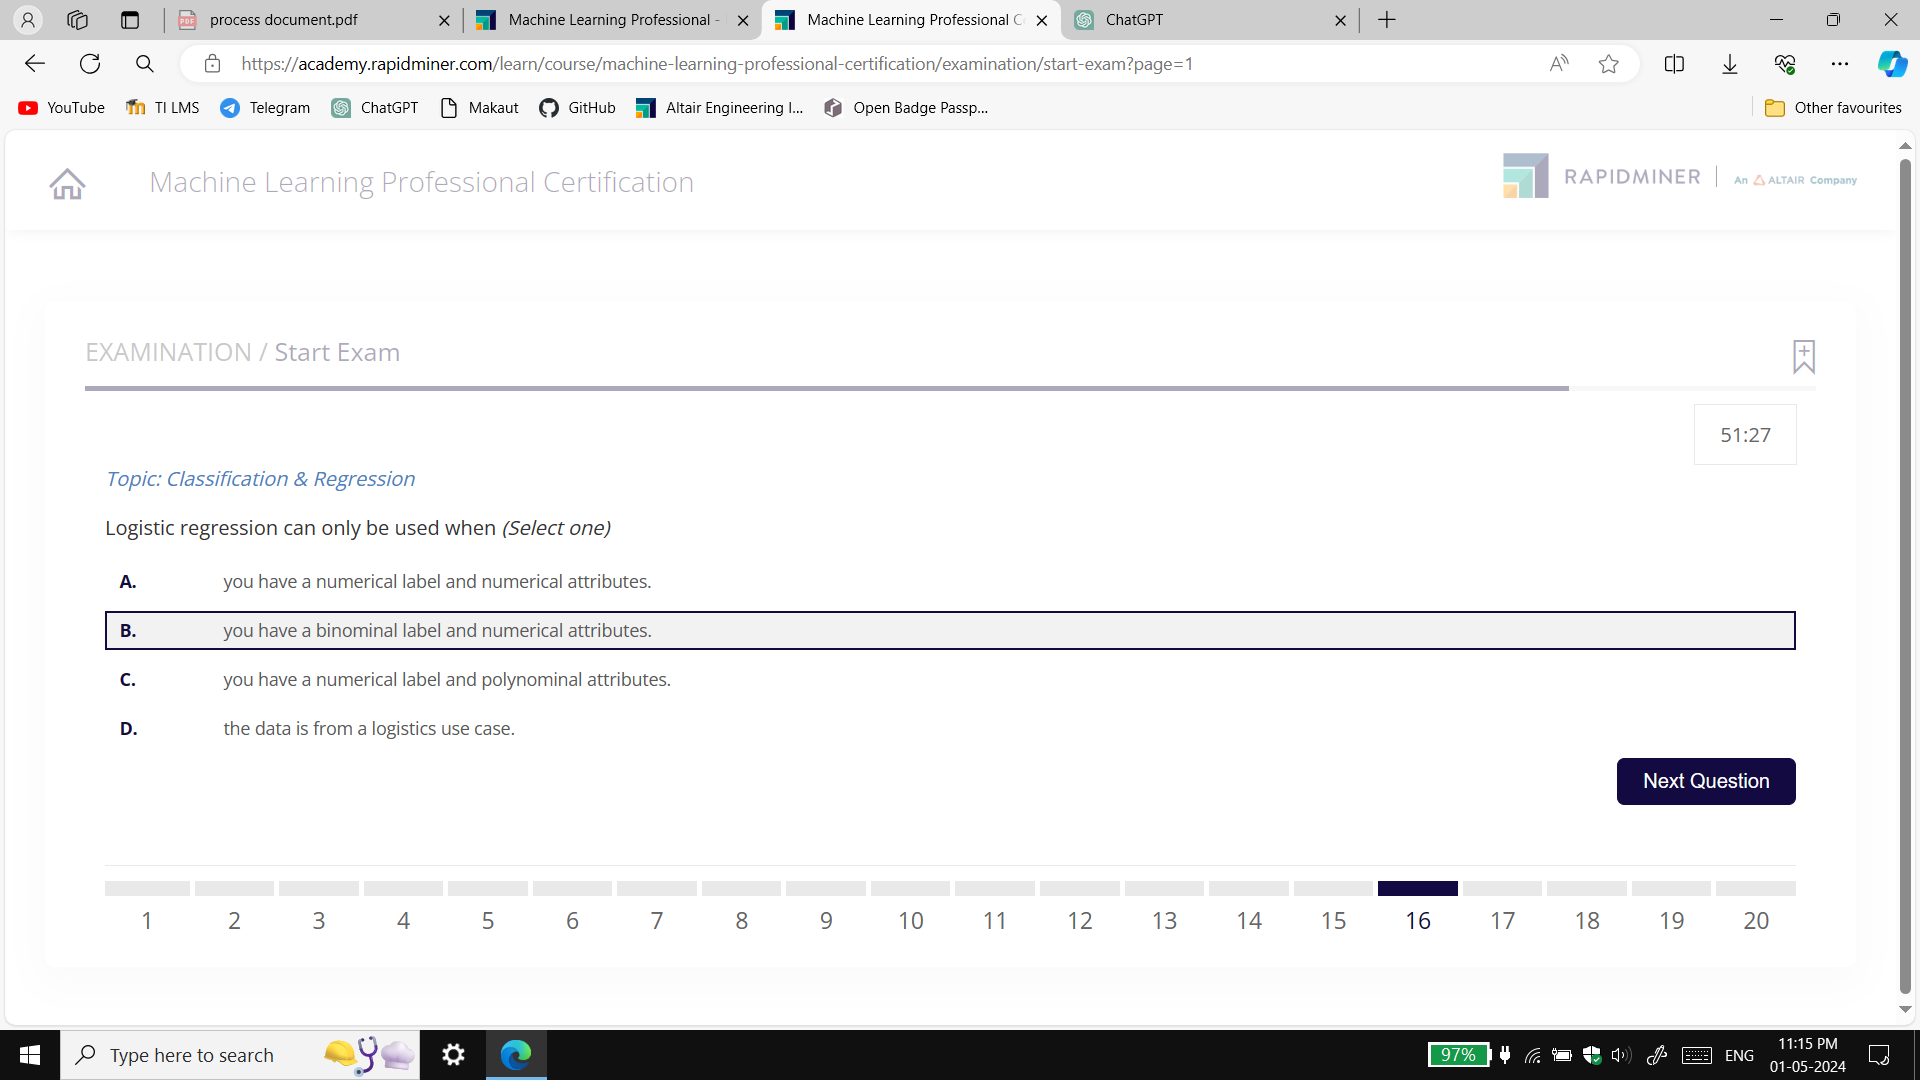 process document.pdf
Machine Learning Professional -
Machine Learning Professional C
ChatGPT
https://academy.rapidminer.com/learn/course/machine-learning-professional-certification/examination/start-exam?page=1
YouTube
TI LMS
Telegram
ChatGPT
Makaut
GitHub
Altair Engineering I...
Open Badge Passp...
Other favourites
Machine Learning Professional Certification
RAPIDMINER
An ALTAIR Company
EXAMINATION / Start Exam
51:27
Topic: Classification & Regression
Logistic regression can only be used when (Select one)
A. you have a numerical label and numerical attributes.
B. you have a binominal label and numerical attributes.
C. you have a numerical label and polynominal attributes.
D. the data is from a logistics use case.
Next Question
1 2 3 4 5 6 7 8 9 10 11 12 13 14 15 16 17 18 19 20
Type here to search
97%
ENG
11:15 PM
01-05-2024